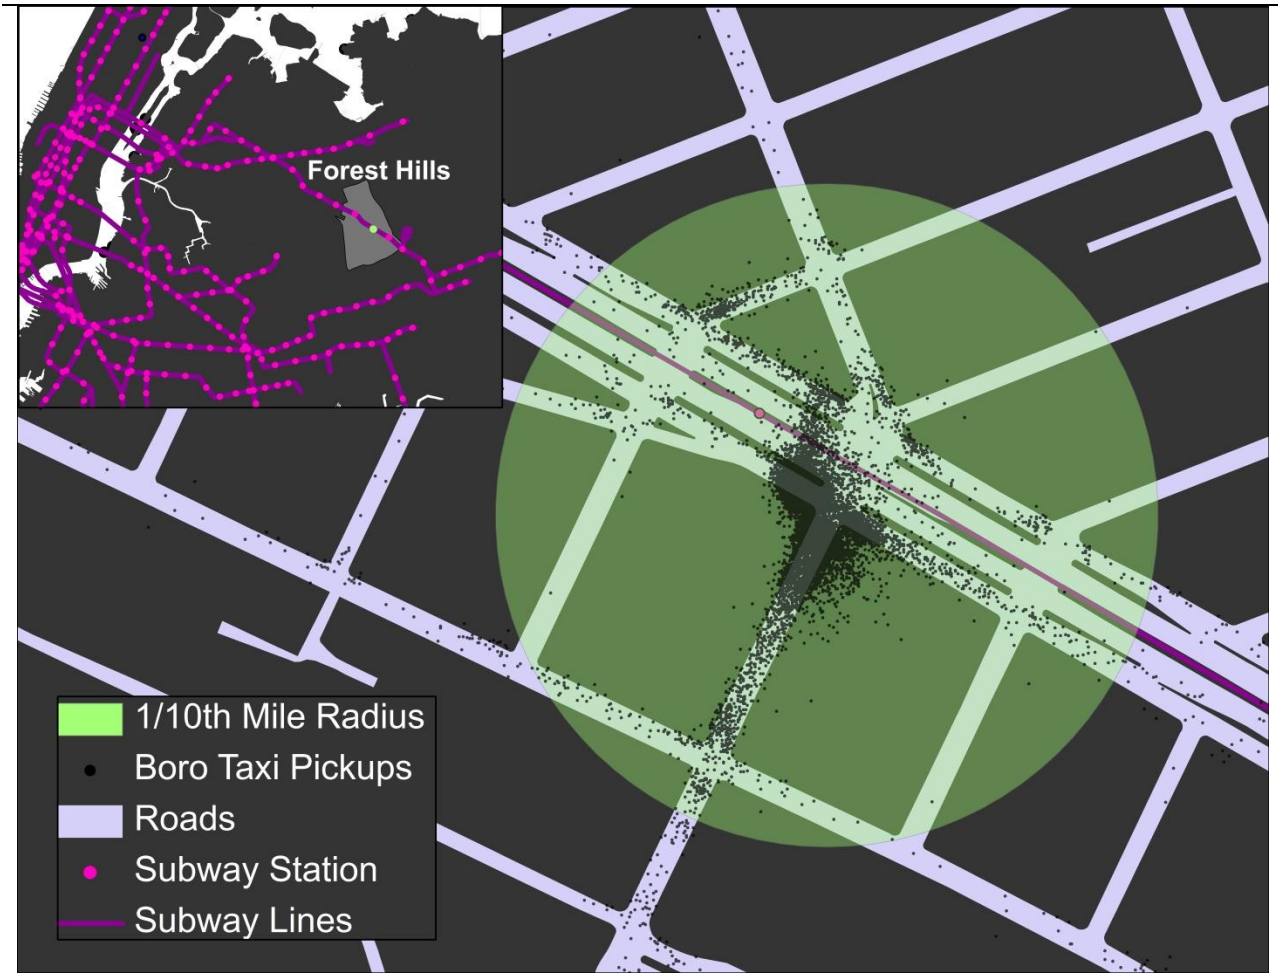 Forest Hills
1/10th Mile Radius
Boro Taxi Pickups
Roads
Subway Station
Subway Lines